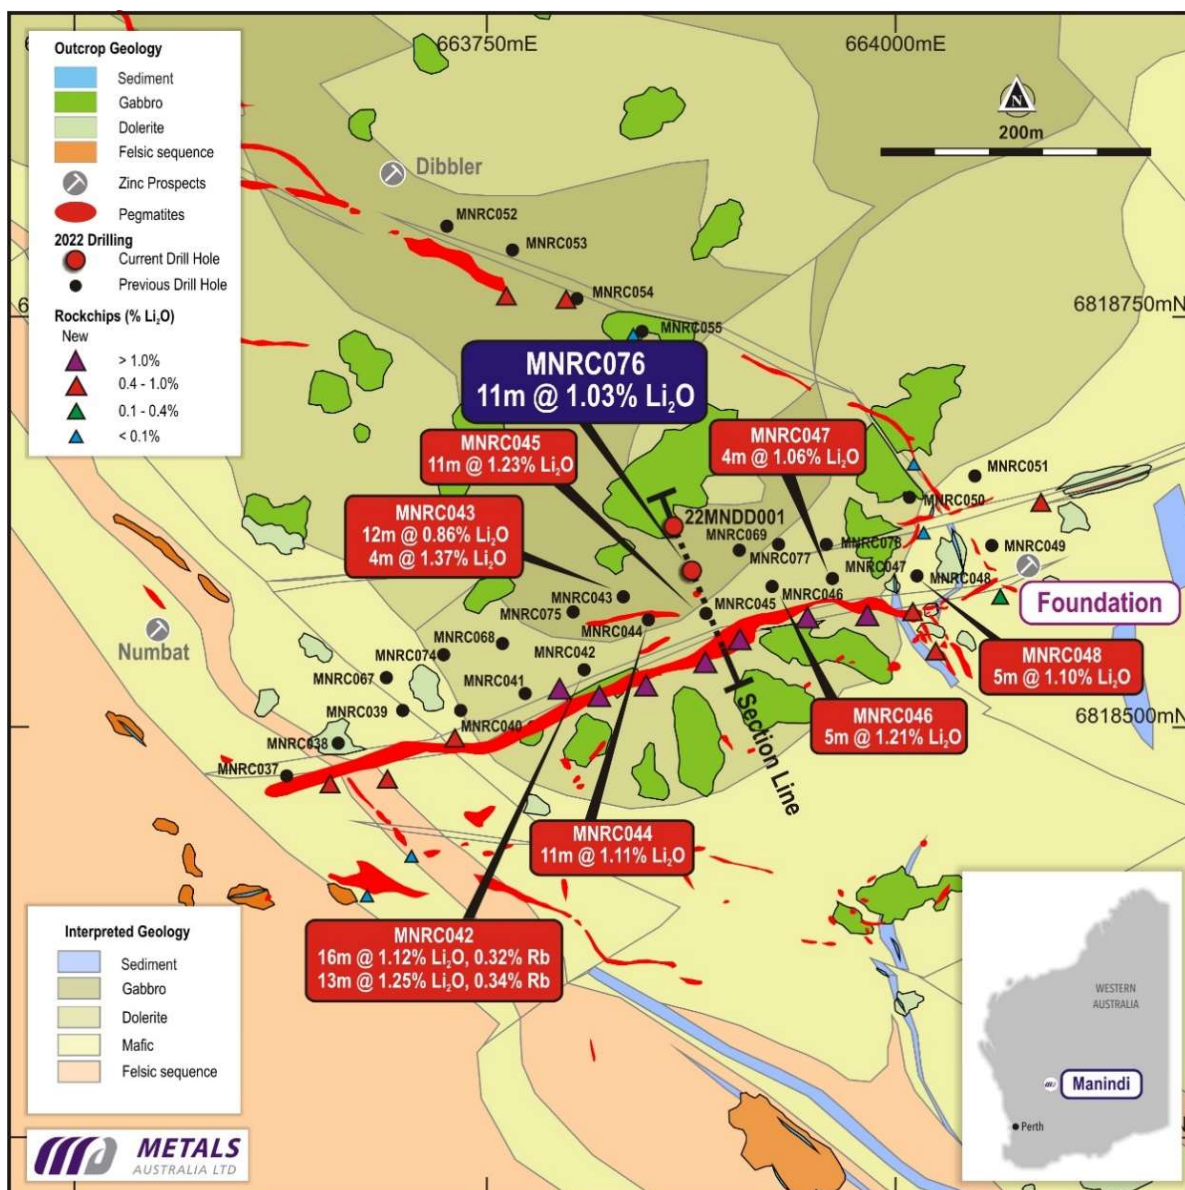 663750mE
664000mE
Outcrop Geology
Sediment
Gabbro
Dolerite
Felsic sequence
Zinc Prospects
Pegmatites
2022 Drilling
Current Drill Hole
Previous Drill Hole
Rockchips (% Li₂O)
New
> 1.0%
0.4 - 1.0%
0.1 - 0.4%
< 0.1%
N
200m
Dibbler
MNRC052
MNRC053
MNRC054
MNRC055
6818750mN
MNRC076
11m @ 1.03% Li₂O
MNRC045
11m @ 1.23% Li₂O
MNRC047
4m @ 1.06% Li₂O
MNRC043
12m @ 0.86% Li₂O
4m @ 1.37% Li₂O
MNRC051
MNRC050
22MNDD001
MNRC069
MNRC077
MNRC078
MNRC049
MNRC047
MNRC048
MNRC046
MNRC045
MNRC043
MNRC075
MNRC044
Foundation
MNRC068
MNRC074
MNRC042
MNRC067
MNRC041
MNRC039
MNRC040
MNRC038
MNRC037
Numbat
MNRC048
5m @ 1.10% Li₂O
MNRC046
5m @ 1.21% Li₂O
6818500mN
Section Line
MNRC044
11m @ 1.11% Li₂O
MNRC042
16m @ 1.12% Li₂O, 0.32% Rb
13m @ 1.25% Li₂O, 0.34% Rb
Interpreted Geology
Sediment
Gabbro
Dolerite
Mafic
Felsic sequence
METALS
AUSTRALIA LTD
WESTERN
AUSTRALIA
Manindi
Perth